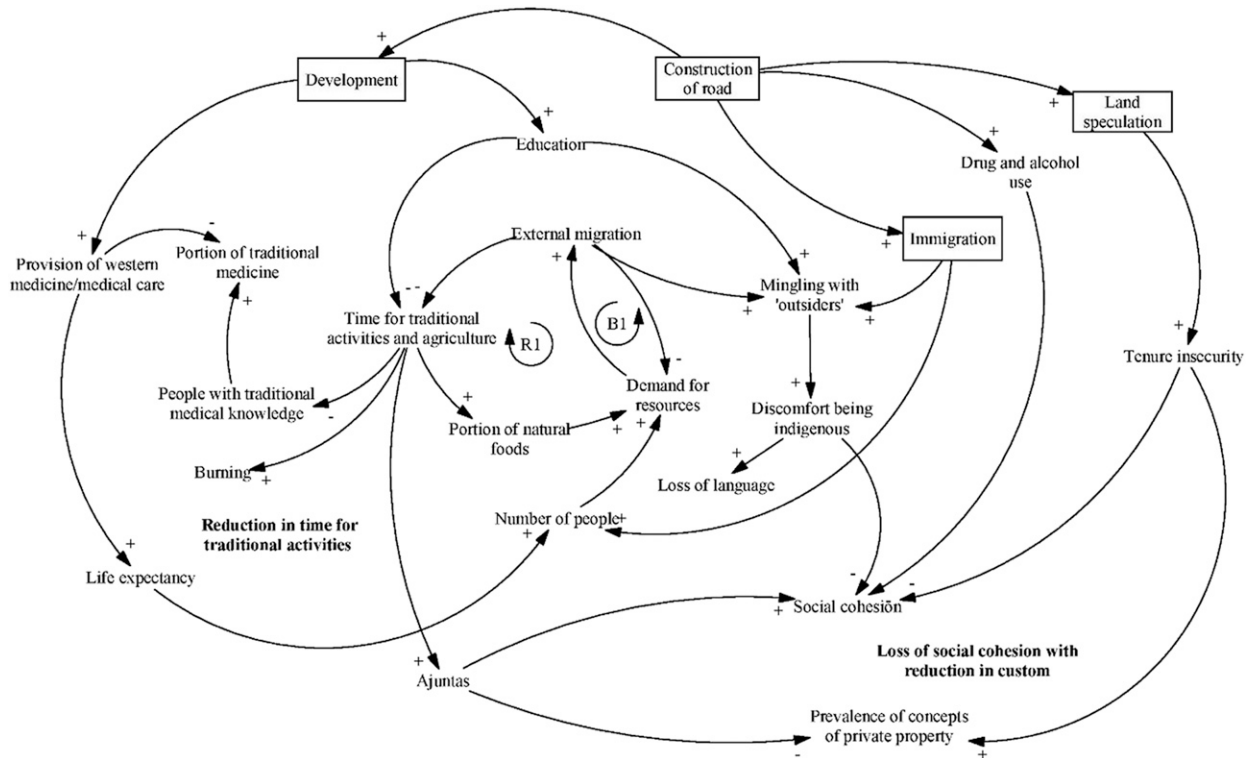 +
Development
Construction
of road
+
Land
speculation
+
Education
+
Drug and alcohol
use
+
-
Portion of traditional
medicine
+
Provision of western
medicine/medical care
External migration
+
+
Immigration
+
+
Mingling with
'outsiders'
+
+
- -
Time for traditional
activities and agriculture
R1
B1
-
+
Tenure insecurity
People with traditional
medical knowledge
-
+
Portion of natural
foods
+
+
Demand for
resources
+
Discomfort being
indigenous
Burning
+
+
Loss of language
Reduction in time for
traditional activities
Number of people
+
+
+
Life expectancy
-
-
-
Social cohesion
+
Loss of social cohesion with
reduction in custom
+
Ajuntas
Prevalence of concepts
of private property
-
+